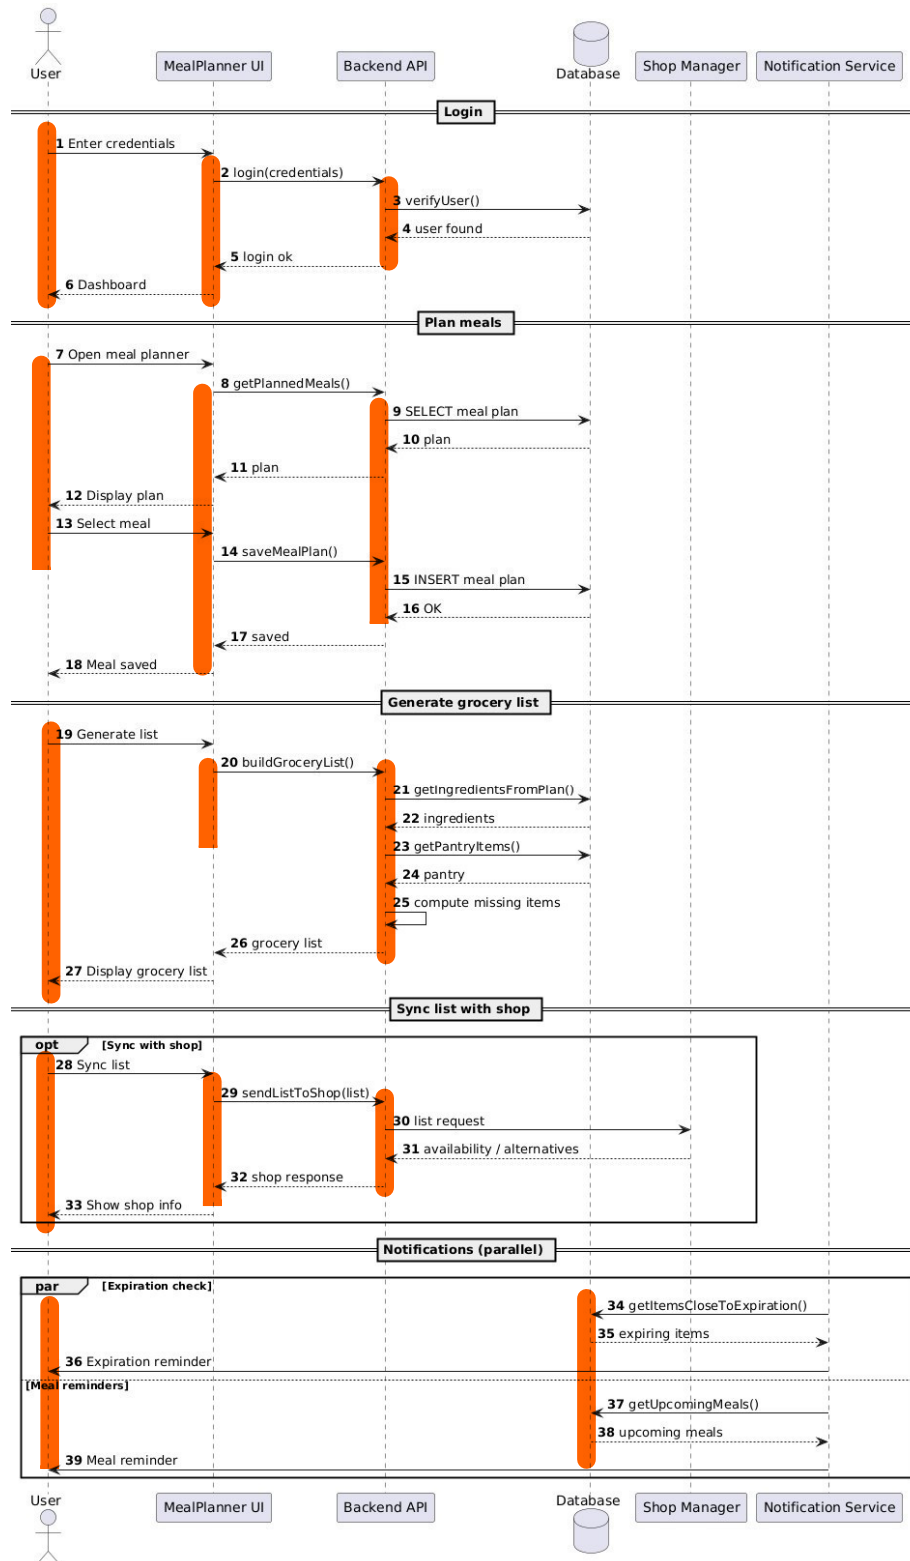 User
MealPlanner UI
Backend API
Database
Shop Manager
Notification Service
Login
1 Enter credentials
2 login(credentials)
3 verifyUser()
4 user found
5 login ok
6 Dashboard
Plan meals
7 Open meal planner
8 getPlannedMeals()
9 SELECT meal plan
10 plan
11 plan
12 Display plan
13 Select meal
14 saveMealPlan()
15 INSERT meal plan
16 OK
17 saved
18 Meal saved
Generate grocery list
19 Generate list
20 buildGroceryList()
21 getIngredientsFromPlan()
22 ingredients
23 getPantryItems()
24 pantry
25 compute missing items
26 grocery list
27 Display grocery list
Sync list with shop
opt [Sync with shop]
28 Sync list
29 sendListToShop(list)
30 list request
31 availability / alternatives
32 shop response
33 Show shop info
Notifications (parallel)
par [Expiration check]
34 getItemsCloseToExpiration()
35 expiring items
36 Expiration reminder
[Meal reminders]
37 getUpcomingMeals()
38 upcoming meals
39 Meal reminder
User
MealPlanner UI
Backend API
Database
Shop Manager
Notification Service